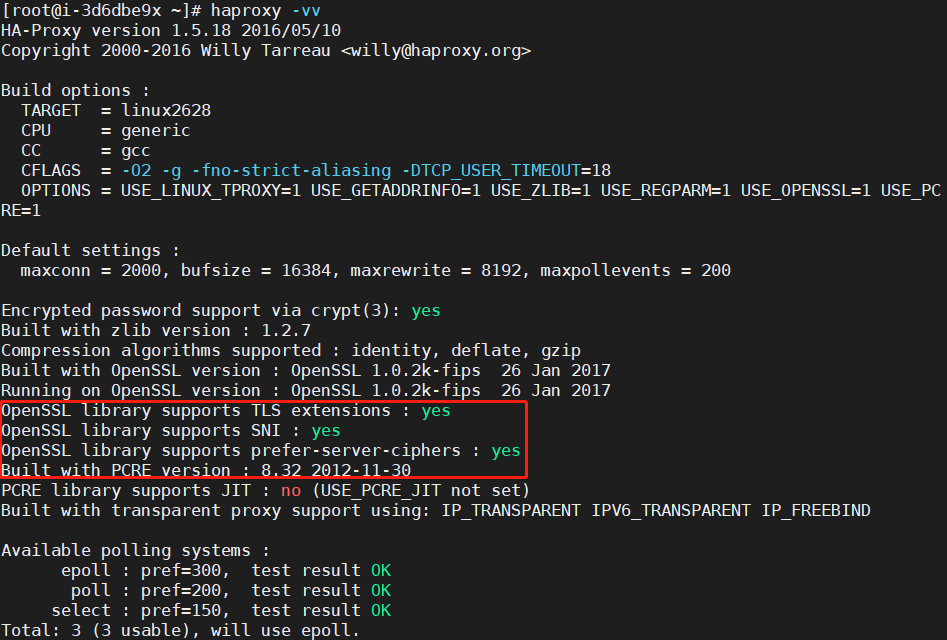 [root@i-3d6dbe9x ~]# haproxy -vv
HA-Proxy version 1.5.18 2016/05/10
Copyright 2000-2016 Willy Tarreau <willy@haproxy.org>
Build options :
TARGET = linux2628
CPU = generic
CC = gcc
CFLAGS = -O2 -g -fno-strict-aliasing -DTCP_USER_TIMEOUT=18
OPTIONS = USE_LINUX_TPROXY=1 USE_GETADDRINFO=1 USE_ZLIB=1 USE_REGPARM=1 USE_OPENSSL=1 USE_PC
RE=1
Default settings :
maxconn = 2000, bufsize = 16384, maxrewrite = 8192, maxpollevents = 200
Encrypted password support via crypt(3): yes
Built with zlib version : 1.2.7
Compression algorithms supported : identity, deflate, gzip
Built with OpenSSL version : OpenSSL 1.0.2k-fips  26 Jan 2017
Running on OpenSSL version : OpenSSL 1.0.2k-fips  26 Jan 2017
OpenSSL library supports TLS extensions : yes
OpenSSL library supports SNI : yes
OpenSSL library supports prefer-server-ciphers : yes
Built with PCRE version : 8.32 2012-11-30
PCRE library supports JIT : no (USE_PCRE_JIT not set)
Built with transparent proxy support using: IP_TRANSPARENT IPV6_TRANSPARENT IP_FREEBIND
Available polling systems :
epoll : pref=300,  test result OK
poll : pref=200,  test result OK
select : pref=150,  test result OK
Total: 3 (3 usable), will use epoll.